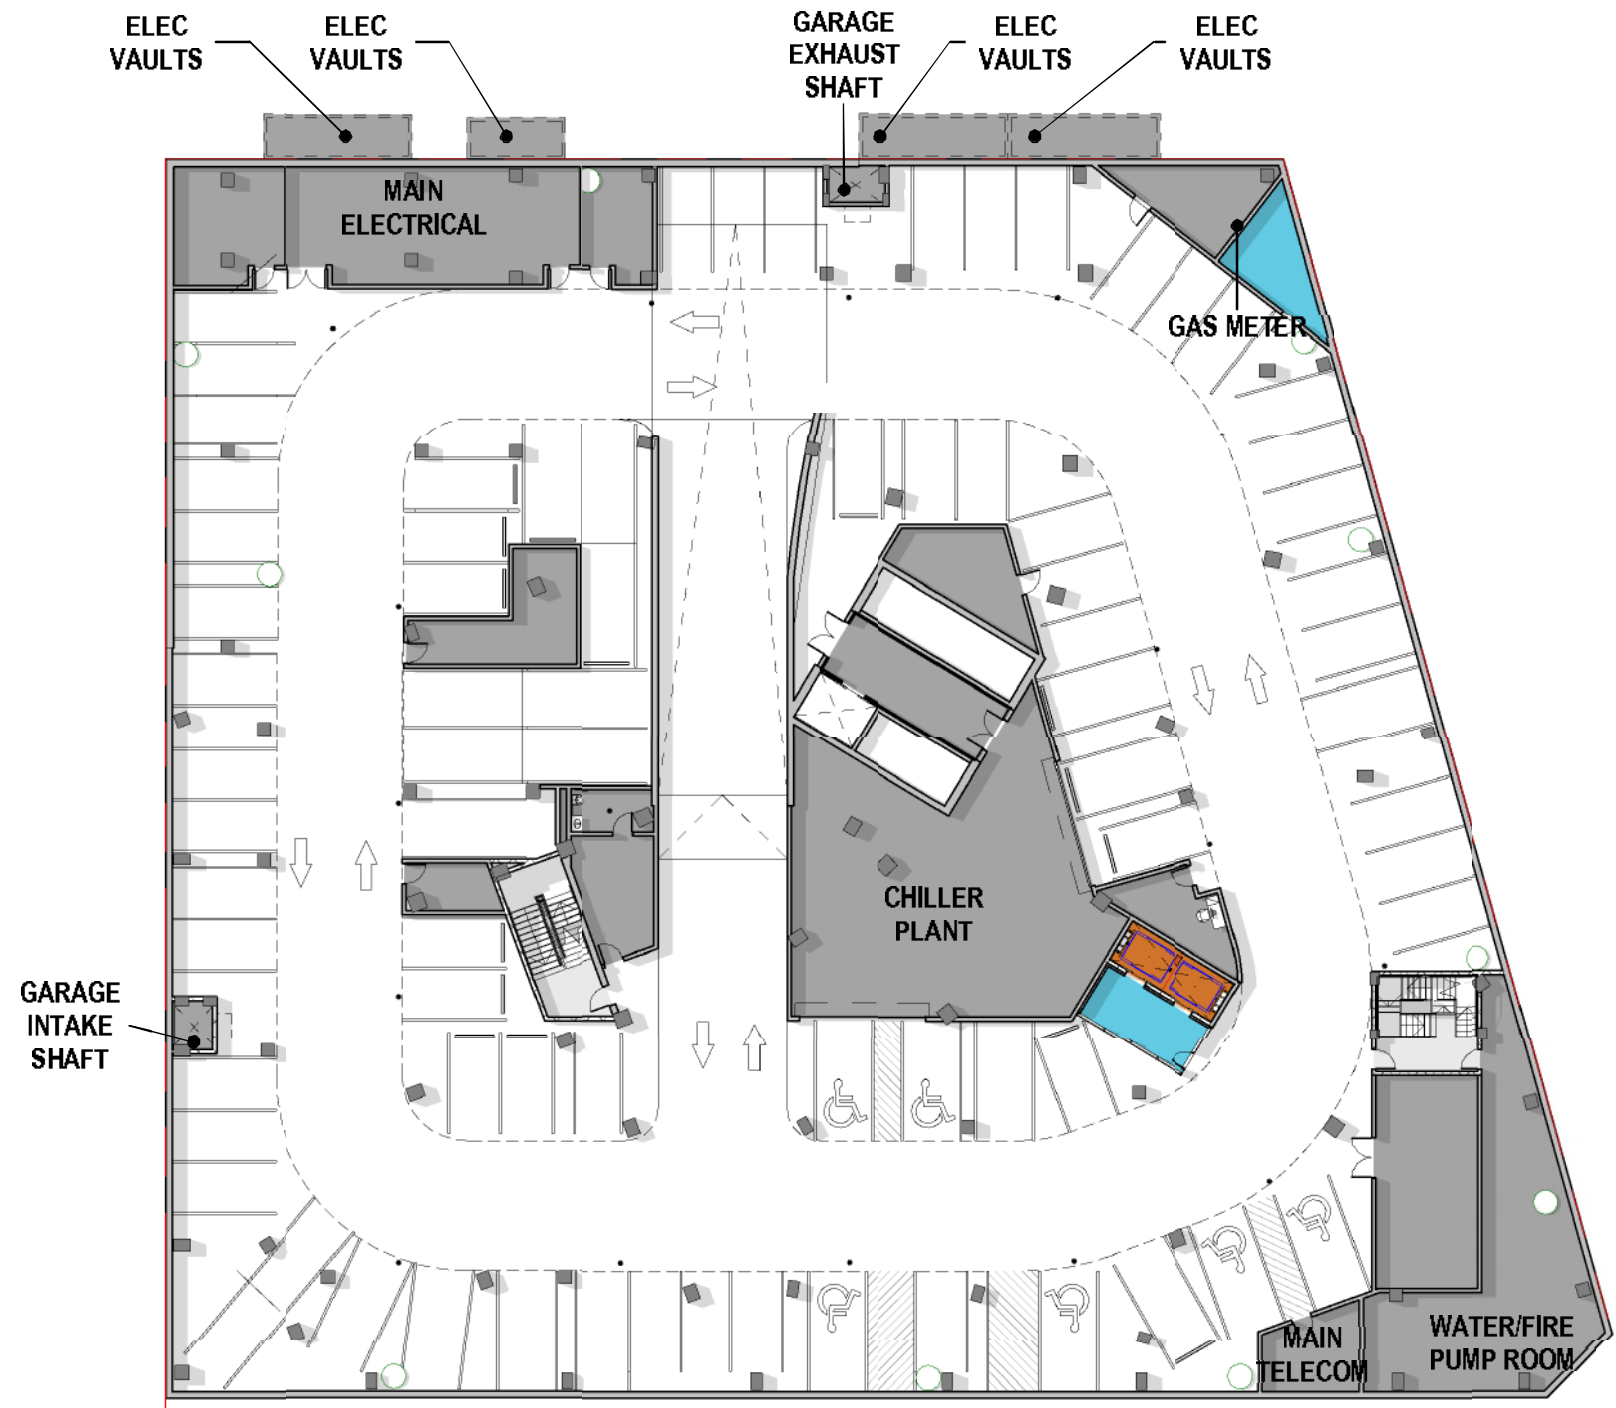 ELEC
VAULTS
ELEC
VAULTS
GARAGE
EXHAUST
SHAFT
ELEC
VAULTS
ELEC
VAULTS
MAIN
ELECTRICAL
GAS METER
CHILLER
PLANT
GARAGE
INTAKE
SHAFT
MAIN
TELECOM
WATER/FIRE
PUMP ROOM